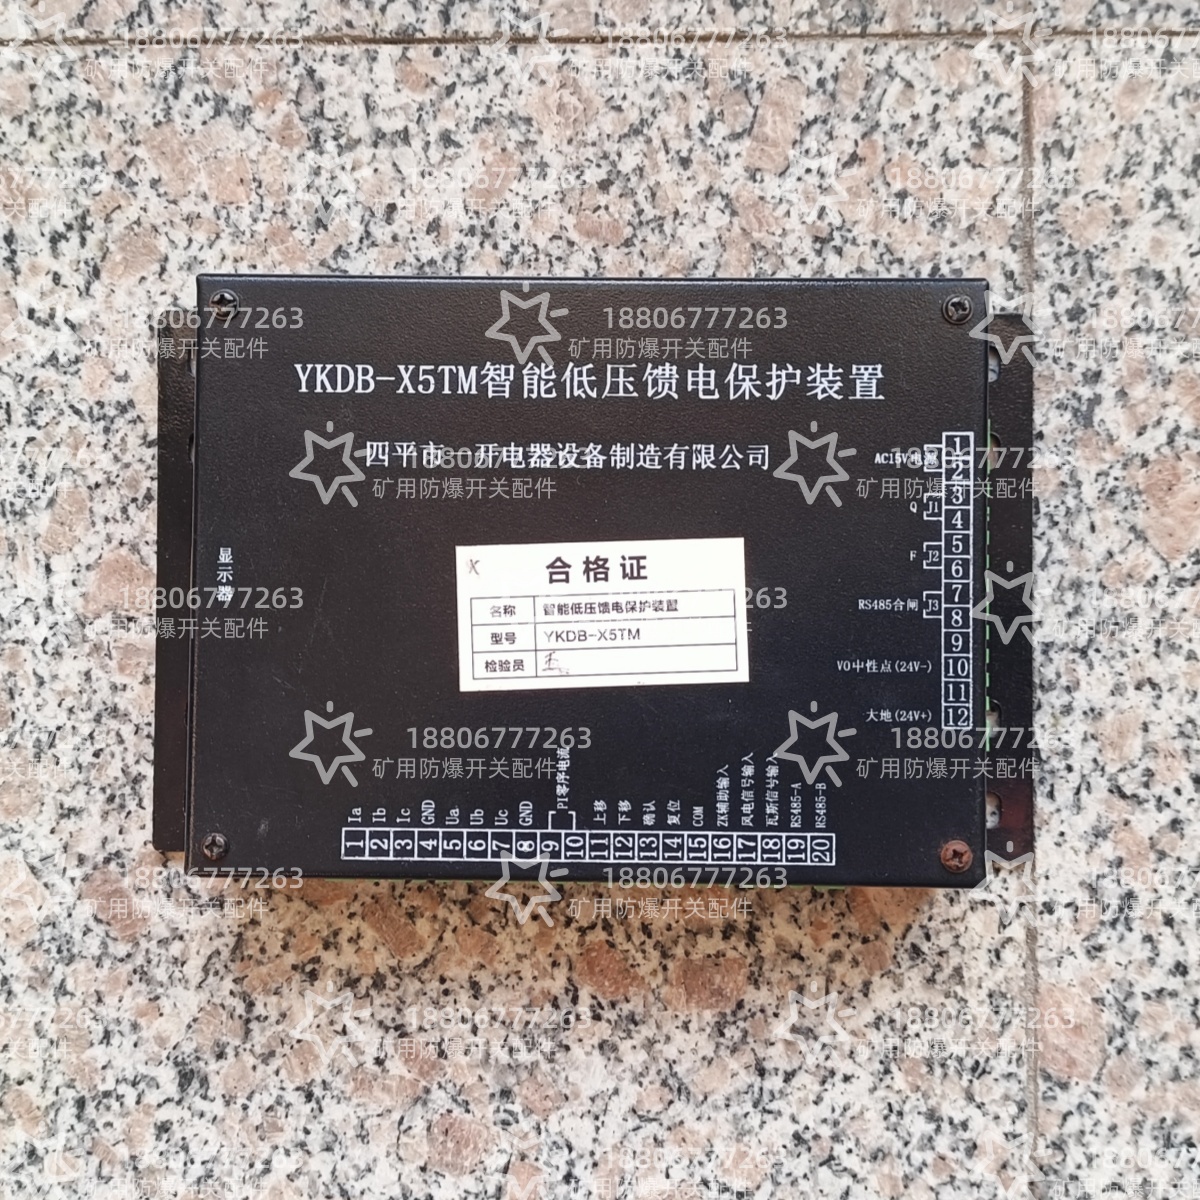 YKDB-X5TM智能低压馈电保护装置
四平市一开电器设备制造有限公司
显示器
合格证
名称 智能低压馈电保护装置
型号 YKDB-X5TM
检验员
AC15V电源 1 2
Q J1 3 4
F J2 5 6
RS485合闸 J3 7 8
9
VO中性点(24V-) 10
11
大地(24V+) 12
1 Ia
2 Ib
3 Ic
4 GND
5 Ua
6 Ub
7 Uc
8 GND
9 10 PI零序电流
11 上移
12 下移
13 确认
14 复位
15 COM
16 ZK辅助输入
17 风电信号输入
18 瓦斯信号输入
19 RS485-A
20 RS485-B
18806777263
矿用防爆开关配件